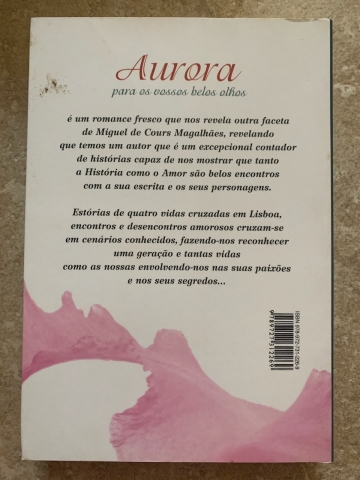 Aurora
para os vossos belos olhos
é um romance fresco que nos revela outra faceta
de Miguel de Cours Magalhães, revelando
que temos um autor que é um excepcional contador
de histórias capaz de nos mostrar que tanto
a História como o Amor são belos encontros
com a sua escrita e os seus personagens.
Estórias de quatro vidas cruzadas em Lisboa,
encontros e desencontros amorosos cruzam-se
em cenários conhecidos, fazendo-nos reconhecer
uma geração e tantas vidas
como as nossas envolvendo-nos nas suas paixões
e nos seus segredos...